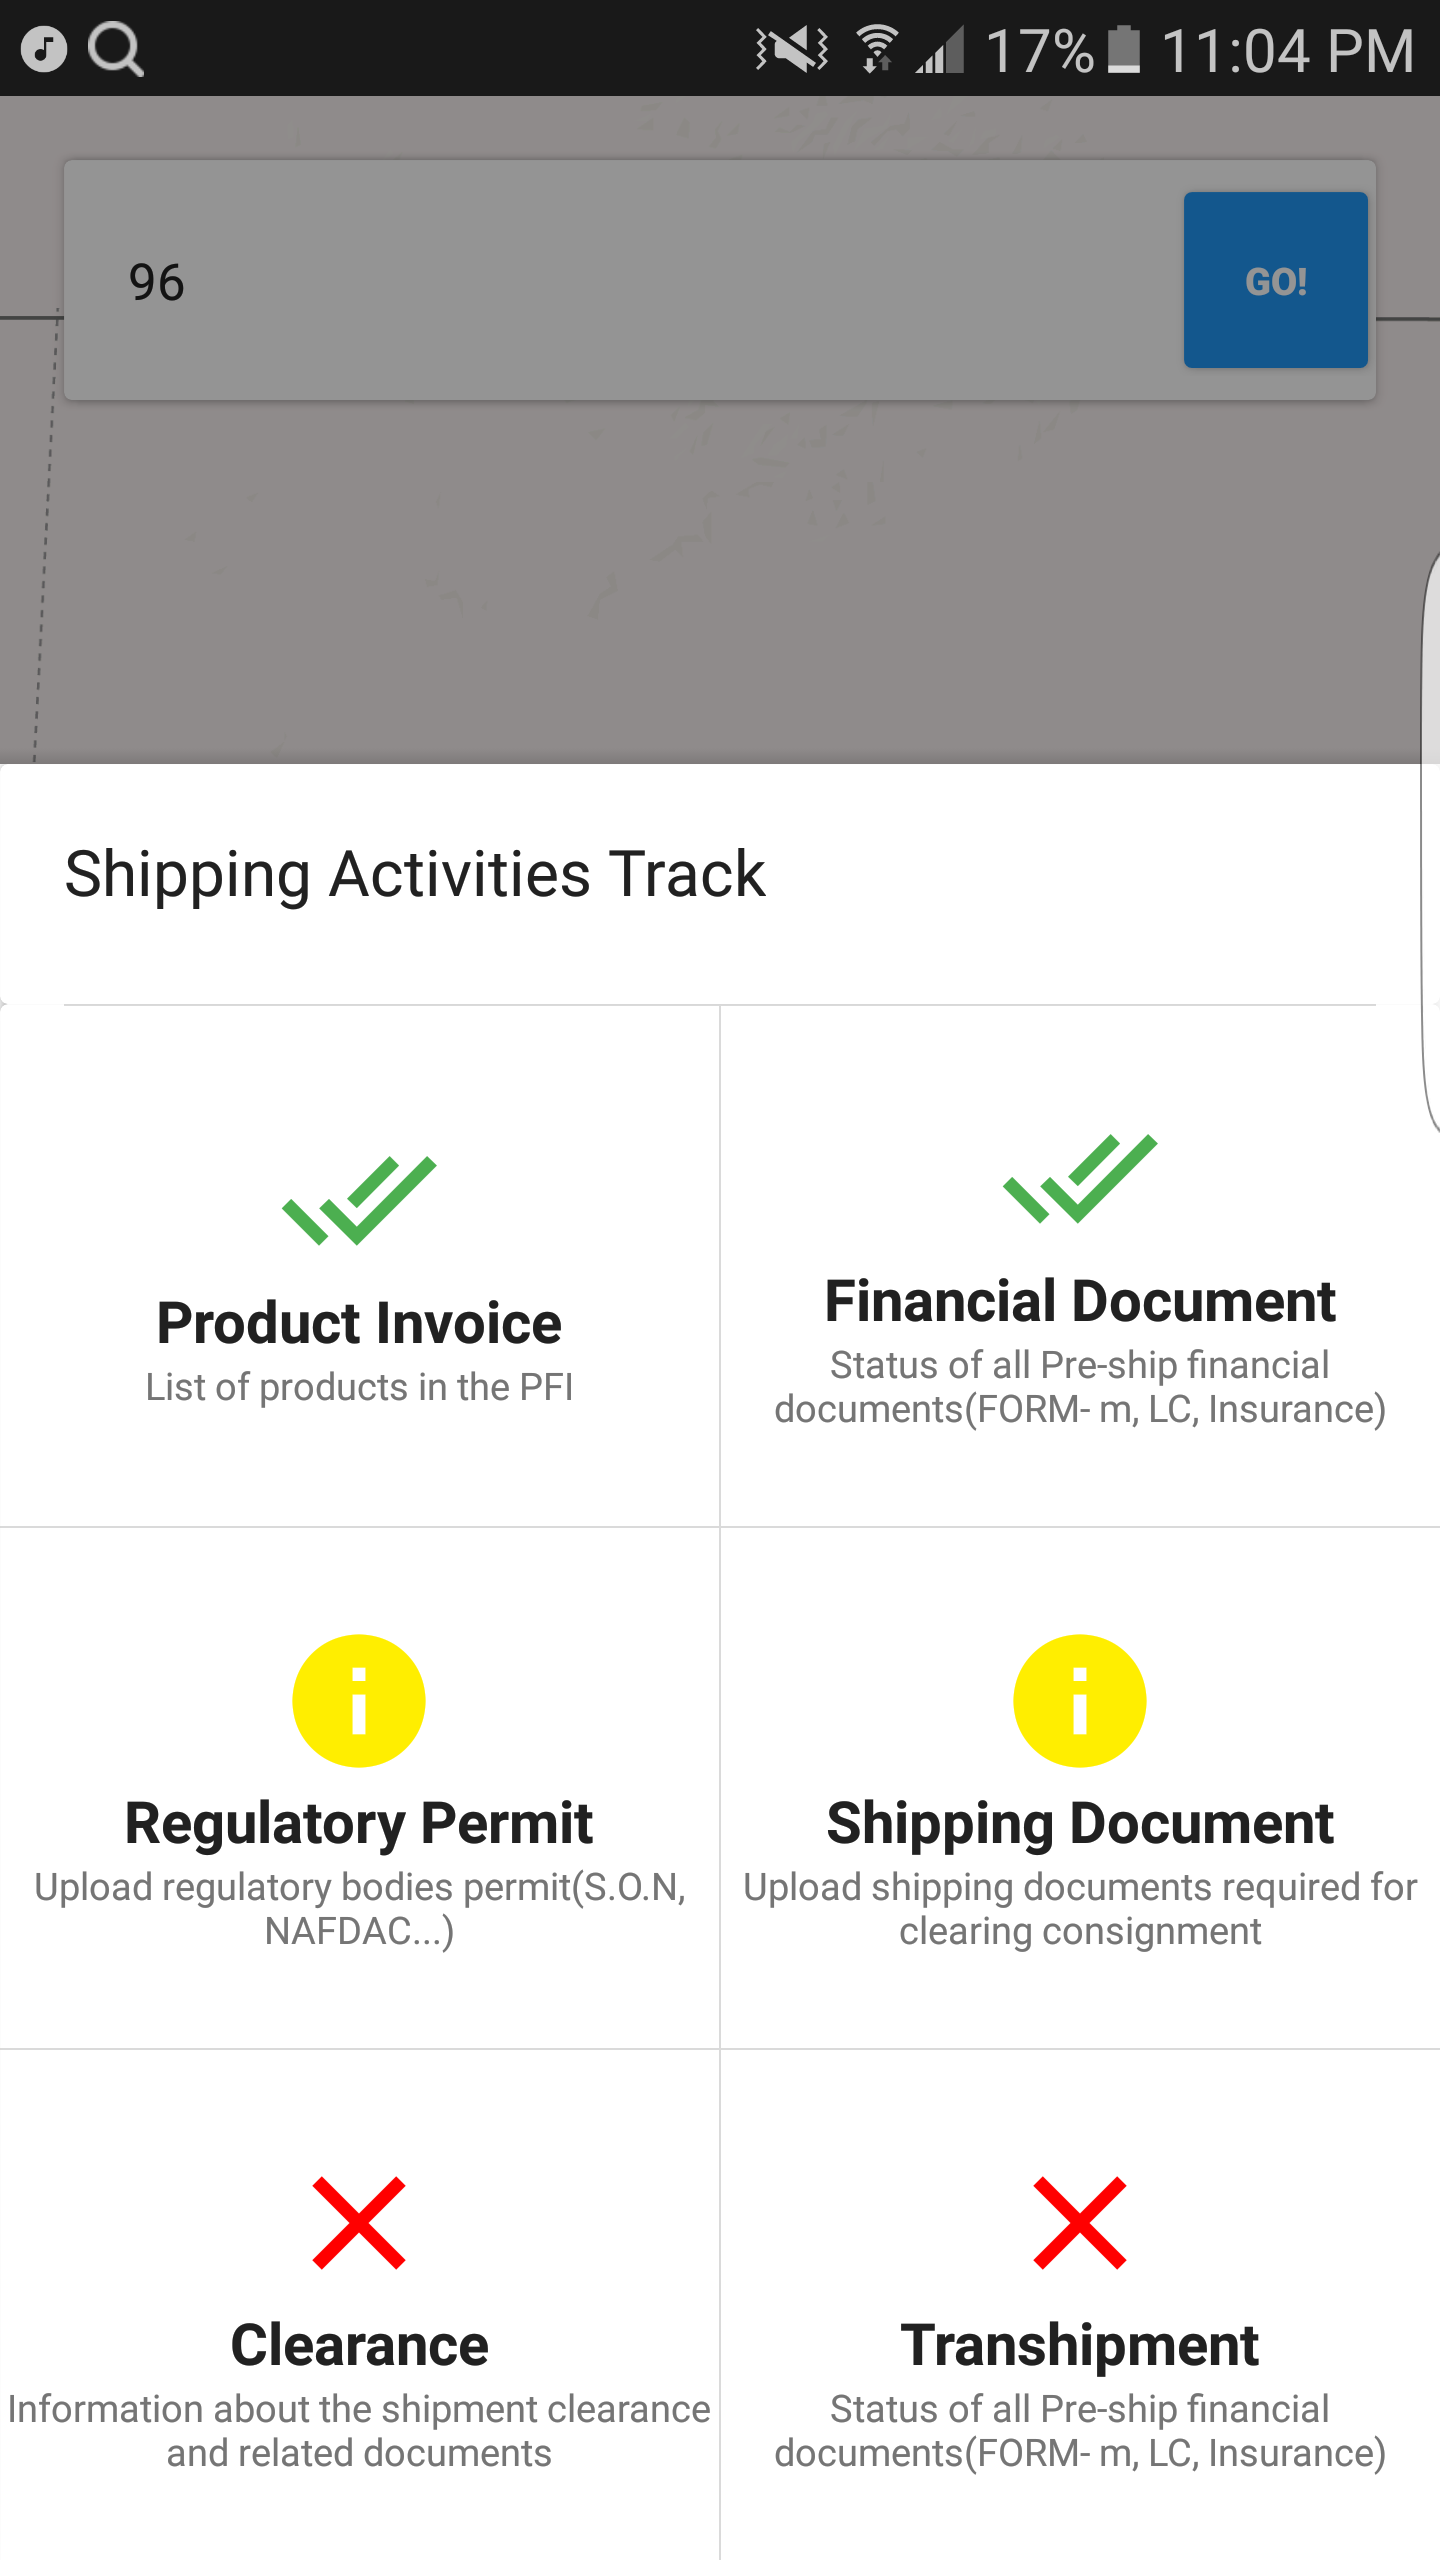 17% 11:04 PM
96
GO!
Shipping Activities Track
Product Invoice
List of products in the PFI
Financial Document
Status of all Pre-ship financial
documents(FORM- m, LC, Insurance)
Regulatory Permit
Upload regulatory bodies permit(S.O.N,
NAFDAC...)
Shipping Document
Upload shipping documents required for
clearing consignment
Clearance
Information about the shipment clearance
and related documents
Transhipment
Status of all Pre-ship financial
documents(FORM- m, LC, Insurance)